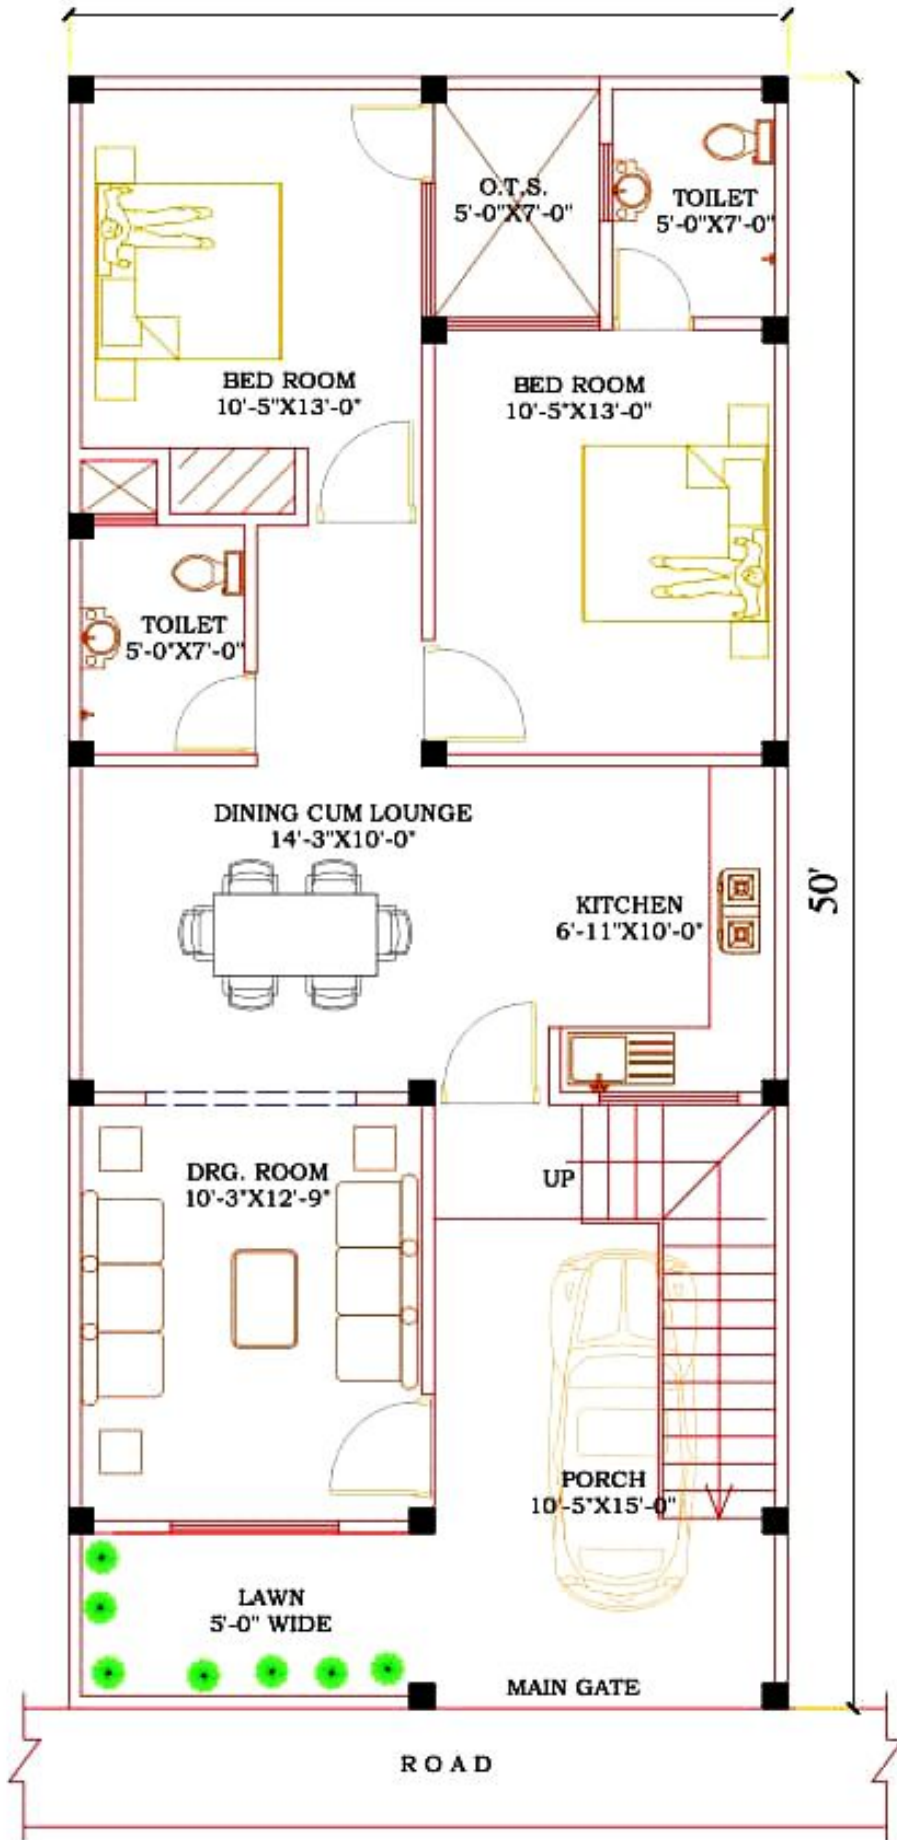 O.T.S.
5'-0"X7'-0"
TOILET
5'-0"X7'-0"
BED ROOM
10'-5"X13'-0"
BED ROOM
10'-5"X13'-0"
TOILET
5'-0"X7'-0"
DINING CUM LOUNGE
14'-3"X10'-0"
KITCHEN
6'-11"X10'-0"
50'
DRG. ROOM
10'-3"X12'-9"
UP
PORCH
10'-5"X15'-0"
LAWN
5'-0" WIDE
MAIN GATE
ROAD